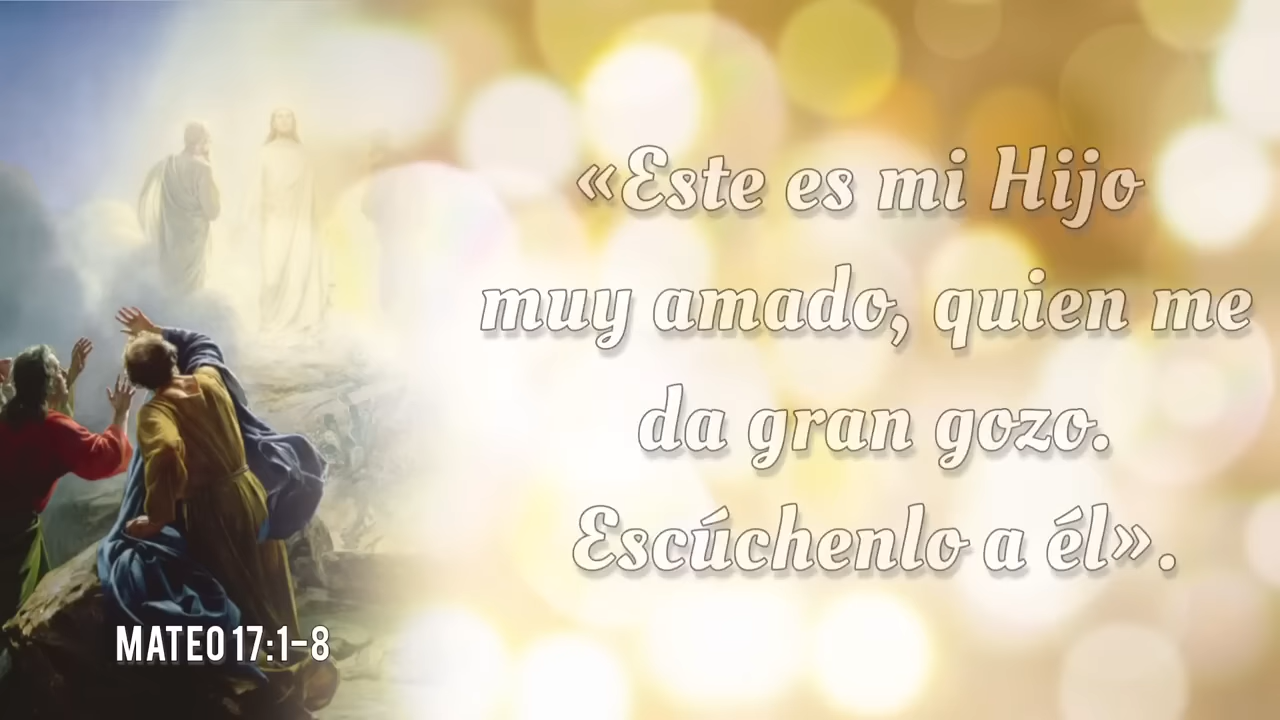 «Este es mi Hijo
muy amado, quien me
da gran gozo.
Escúchenlo a él».
MATEO 17:1-8